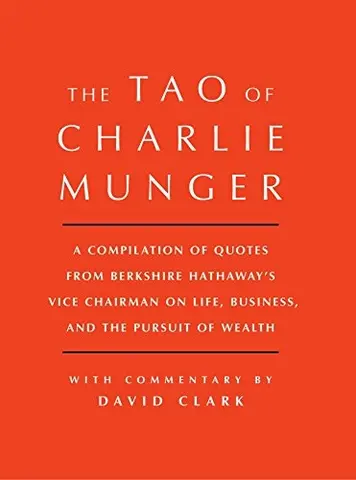 THE TAO OF
CHARLIE
MUNGER
A COMPILATION OF QUOTES
FROM BERKSHIRE HATHAWAY'S
VICE CHAIRMAN ON LIFE, BUSINESS,
AND THE PURSUIT OF WEALTH
WITH COMMENTARY BY
DAVID CLARK